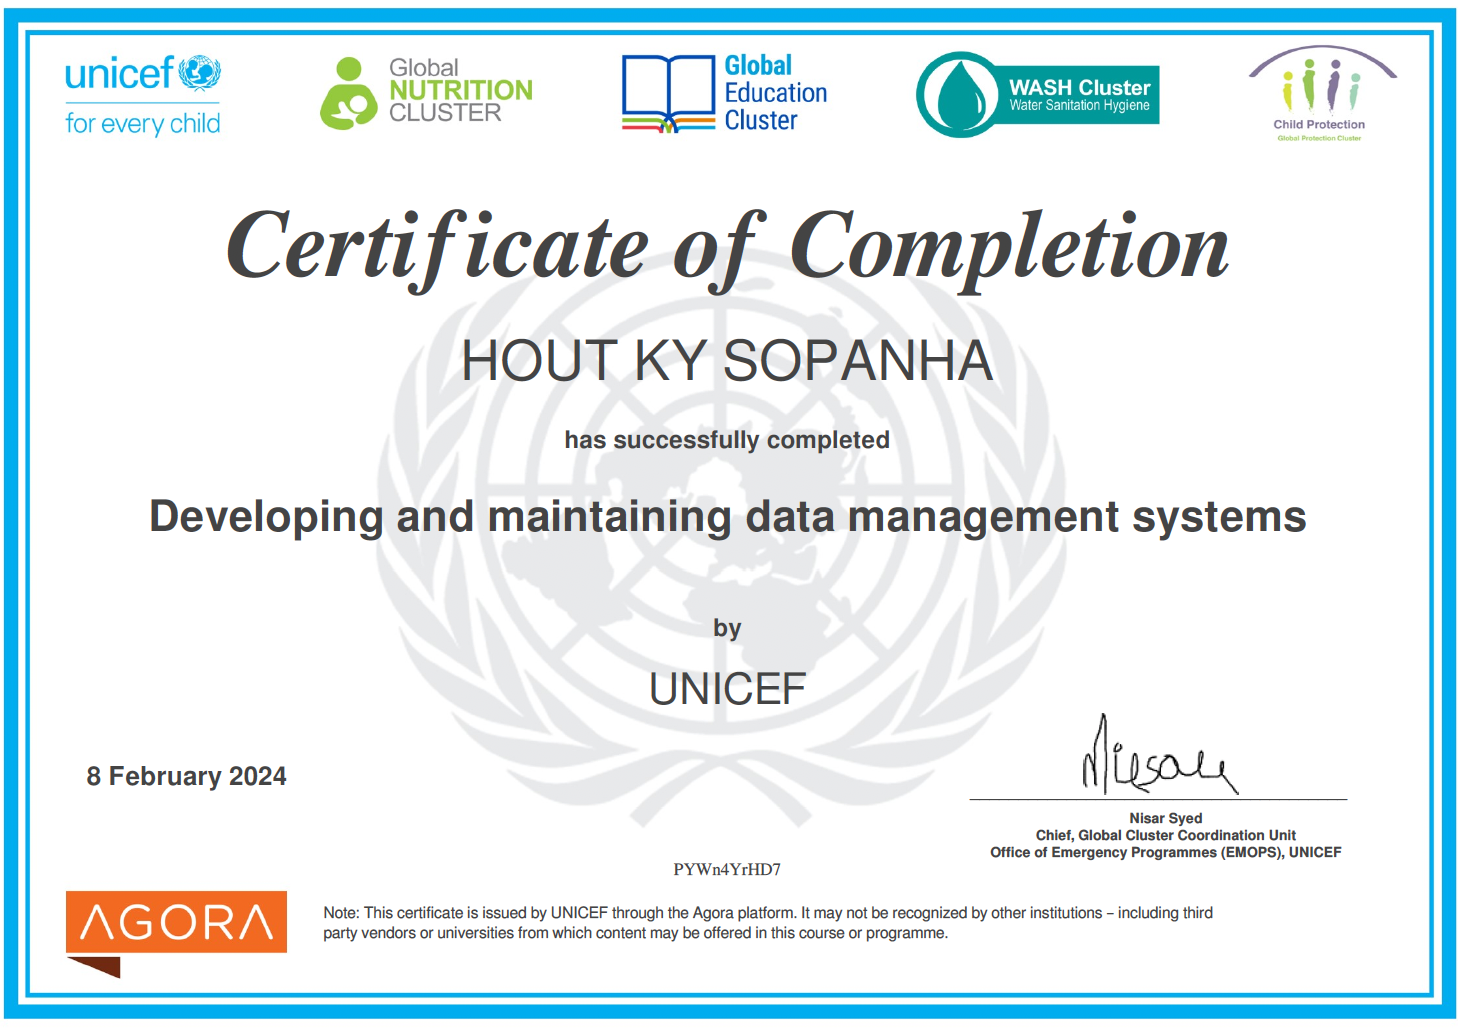 unicef
for every child
Global
NUTRITION
CLUSTER
Global
Education
Cluster
WASH Cluster
Water Sanitation Hygiene
Child Protection
Global Protection Cluster
Certificate of Completion
HOUT KY SOPANHA
has successfully completed
Developing and maintaining data management systems
by
UNICEF
8 February 2024
Nisar Syed
Chief, Global Cluster Coordination Unit
Office of Emergency Programmes (EMOPS), UNICEF
PYWn4YrHD7
AGORA
Note: This certificate is issued by UNICEF through the Agora platform. It may not be recognized by other institutions – including third
party vendors or universities from which content may be offered in this course or programme.